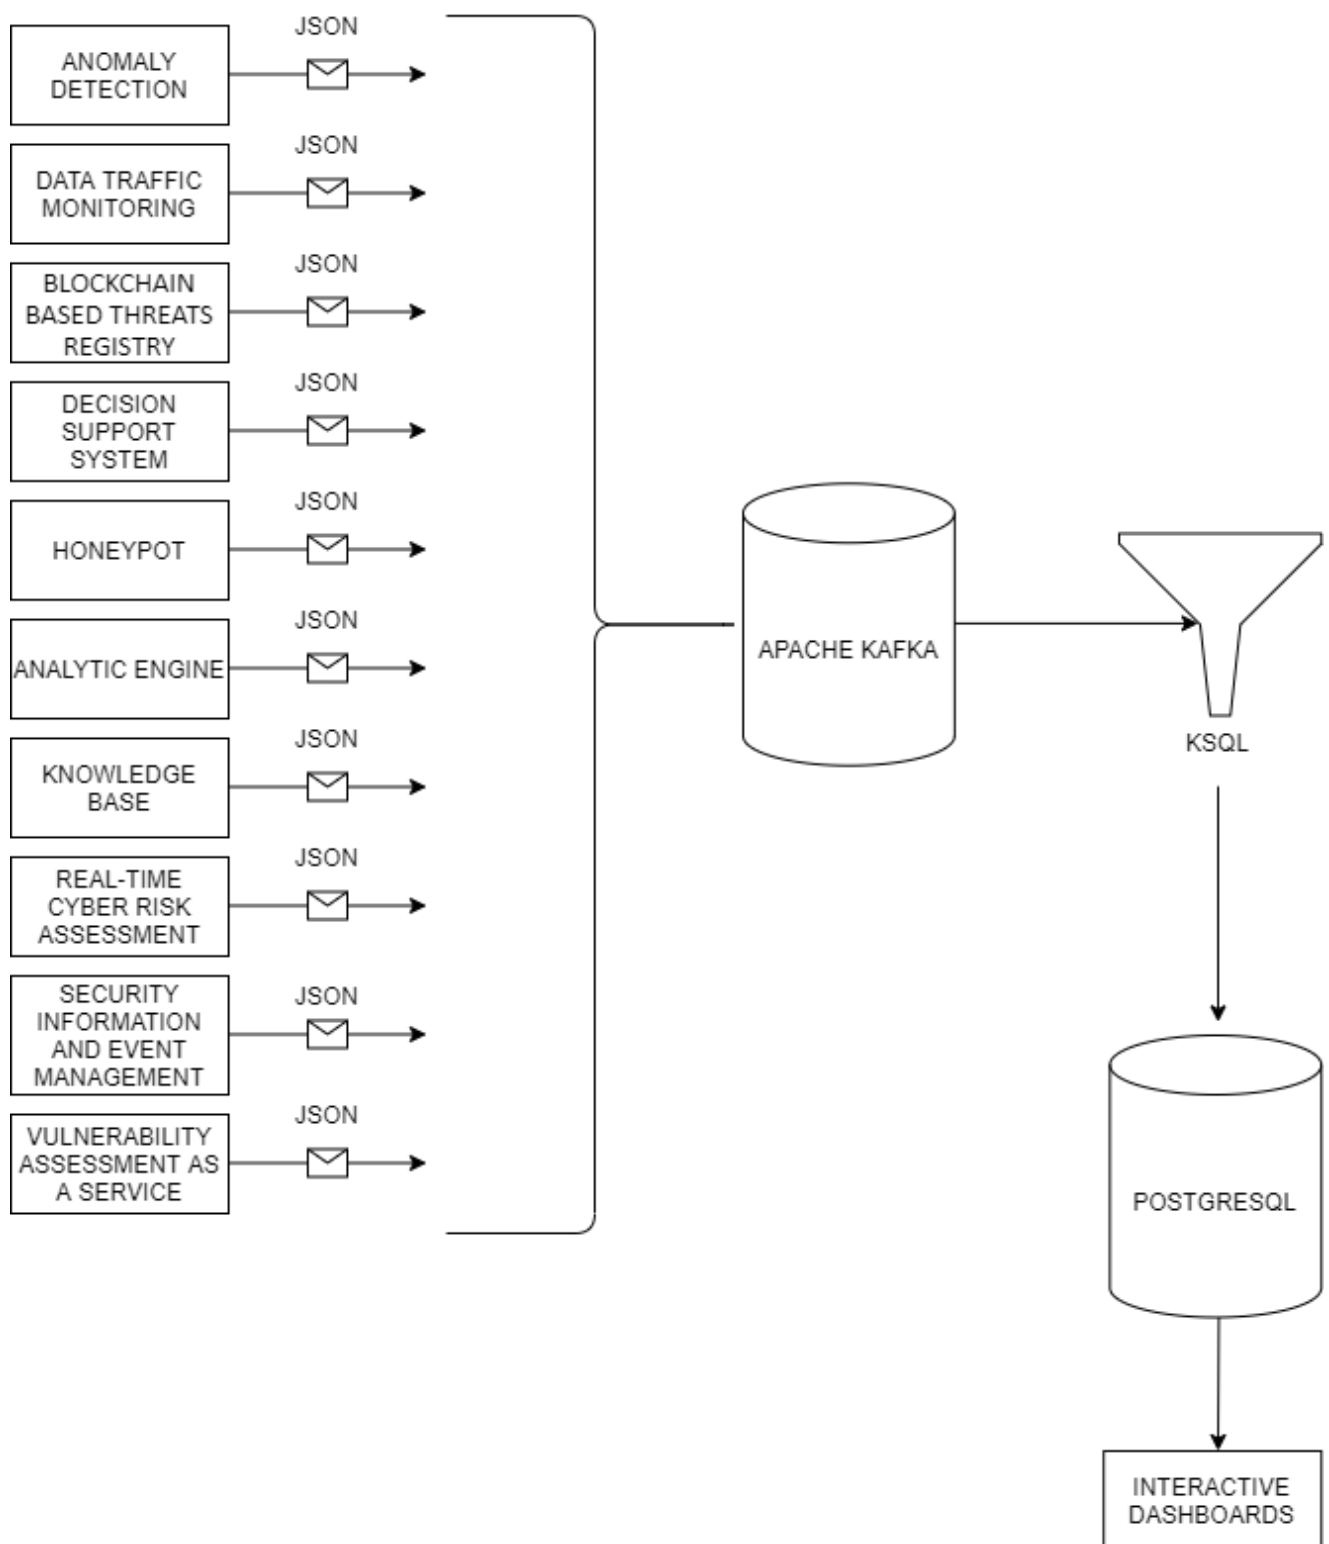 JSON
ANOMALY
DETECTION
JSON
DATA TRAFFIC
MONITORING
JSON
BLOCKCHAIN
BASED THREATS
REGISTRY
JSON
DECISION
SUPPORT
SYSTEM
JSON
HONEYPOT
JSON
ANALYTIC ENGINE
JSON
KNOWLEDGE
BASE
JSON
REAL-TIME
CYBER RISK
ASSESSMENT
JSON
SECURITY
INFORMATION
AND EVENT
MANAGEMENT
JSON
VULNERABILITY
ASSESSMENT AS
A SERVICE
APACHE KAFKA
KSQL
POSTGRESQL
INTERACTIVE
DASHBOARDS